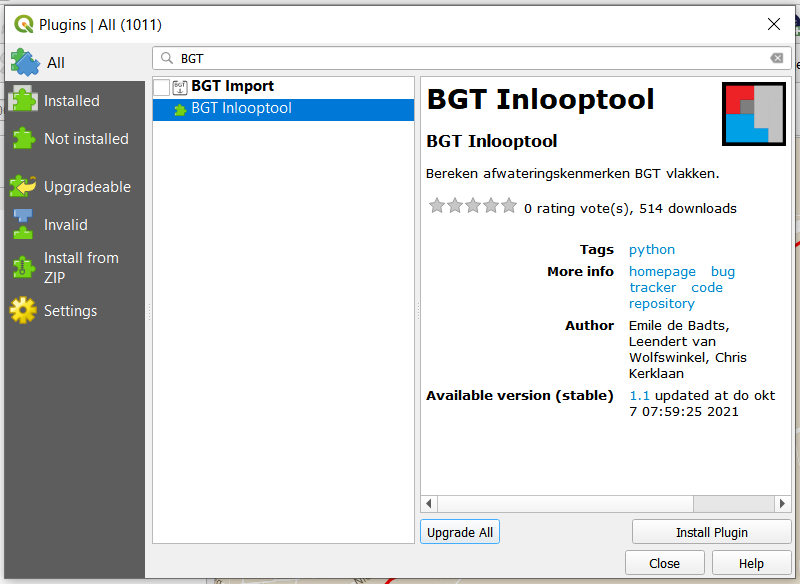 Plugins | All (1011)
All
Installed
Not installed
Upgradeable
Invalid
Install from
ZIP
Settings
BGT
BGT Import
BGT Inlooptool
BGT Inlooptool
BGT Inlooptool
Bereken afwateringskenmerken BGT vlakken.
0 rating vote(s), 514 downloads
Tags python
More info homepage bug
tracker code
repository
Author Emile de Badts,
Leendert van
Wolfswinkel, Chris
Kerklaan
Available version (stable) 1.1 updated at do okt
7 07:59:25 2021
Upgrade All
Install Plugin
Close
Help